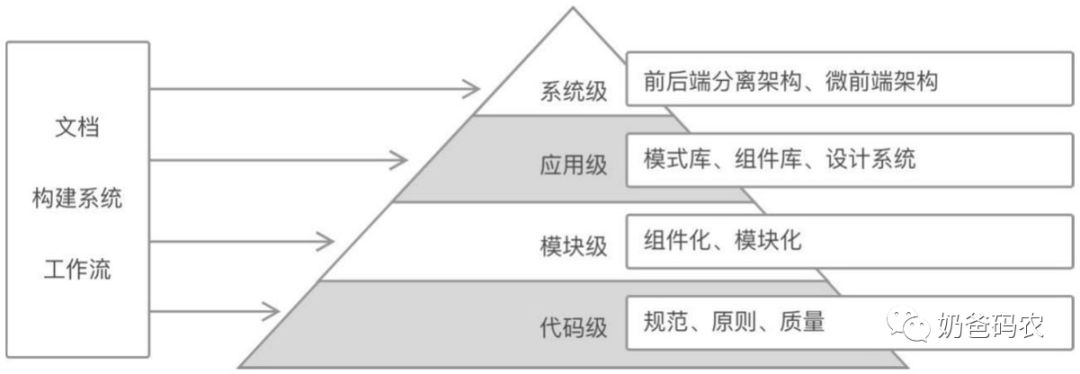 文档
构建系统
工作流
系统级
前后端分离架构、微前端架构
应用级
模式库、组件库、设计系统
模块级
组件化、模块化
代码级
规范、原则、质量
奶爸码农